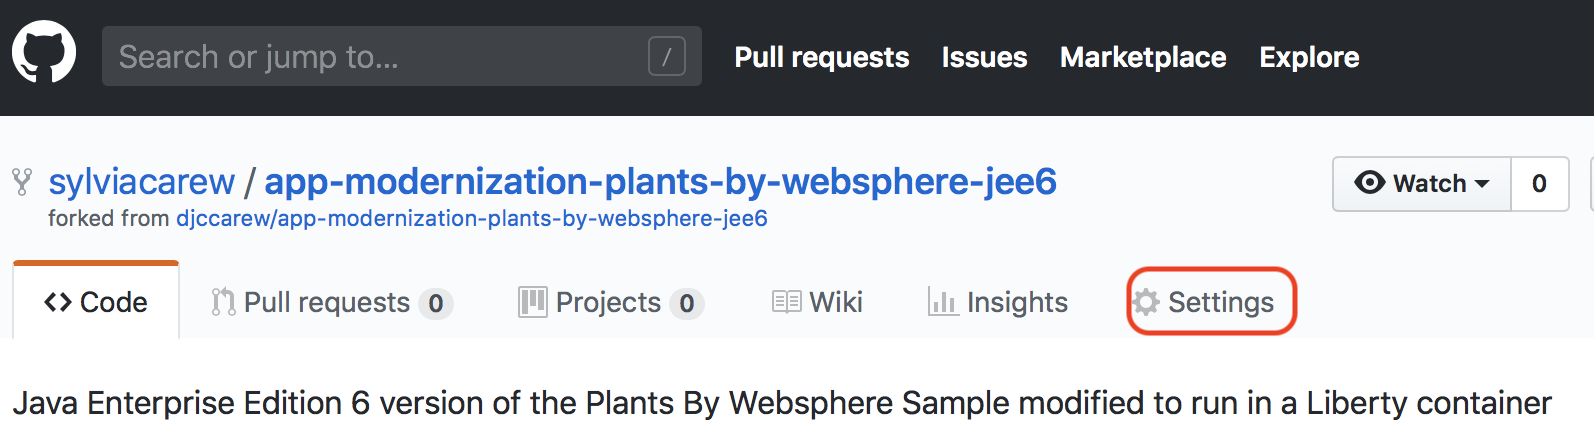 Search or jump to... / Pull requests Issues Marketplace Explore
sylviacarew / app-modernization-plants-by-websphere-jee6 Watch 0
forked from djccarew/app-modernization-plants-by-websphere-jee6
Code Pull requests 0 Projects 0 Wiki Insights Settings
Java Enterprise Edition 6 version of the Plants By Websphere Sample modified to run in a Liberty container